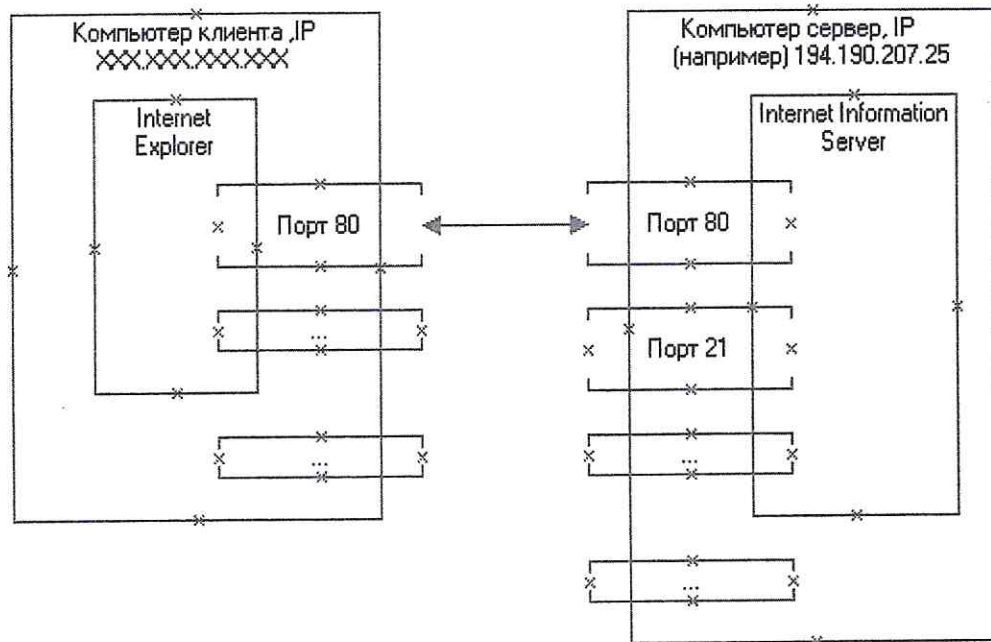 Компьютер клиента ,IP
XXX.XXX.XXX.XXX
Internet
Explorer
Порт 80
...
...
Компьютер сервер, IP
(например) 194.190.207.25
Internet Information
Server
Порт 80
Порт 21
...
...